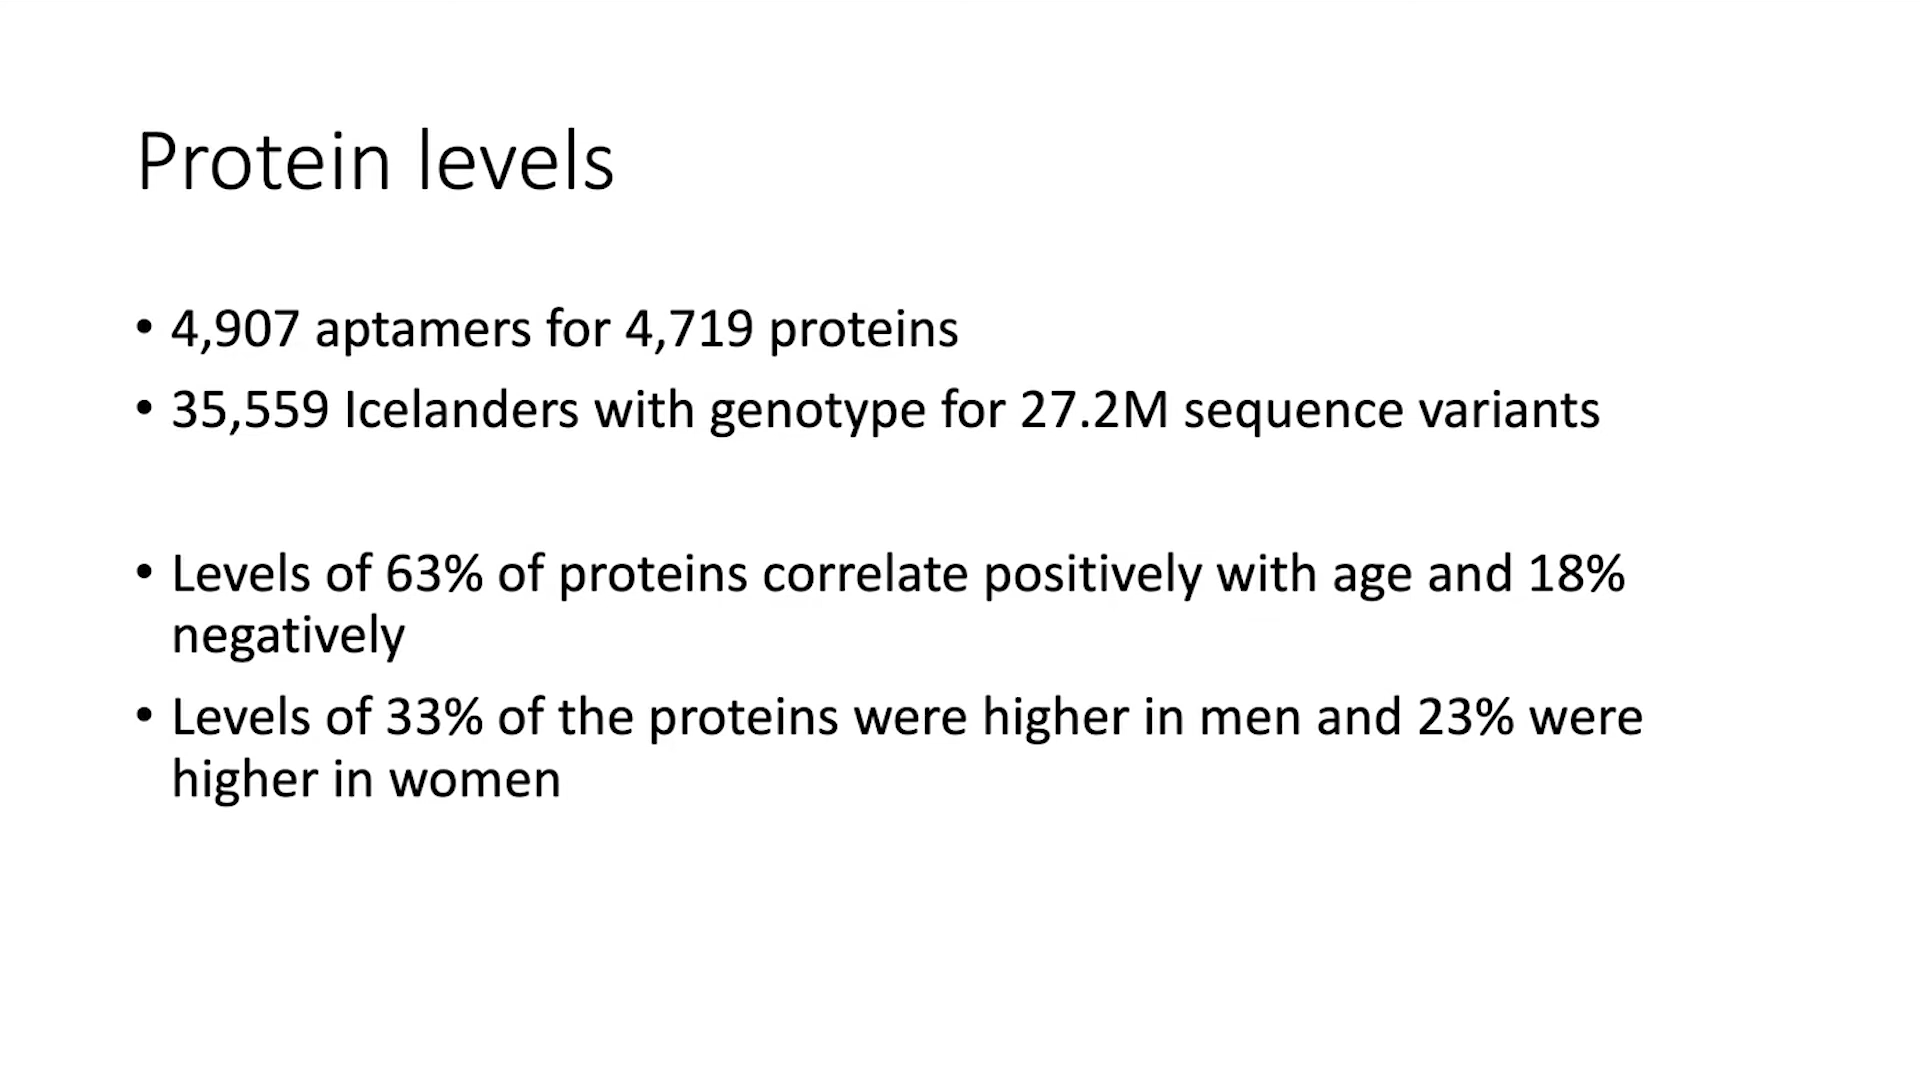 Protein levels
• 4,907 aptamers for 4,719 proteins
• 35,559 Icelanders with genotype for 27.2M sequence variants
• Levels of 63% of proteins correlate positively with age and 18%
negatively
• Levels of 33% of the proteins were higher in men and 23% were
higher in women